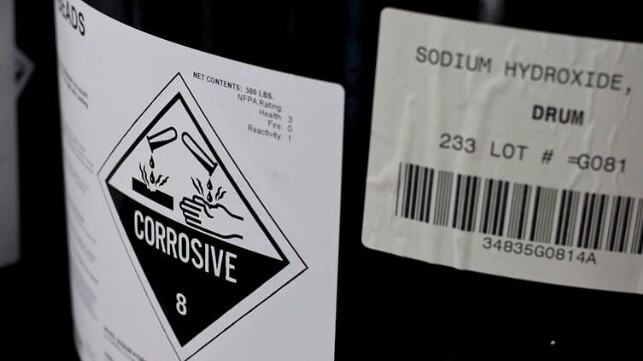 BEADS
NET CONTENTS: 500 LBS.
NFPA Rating:
Health: 3
Fire: 0
Reactivity: 1
CORROSIVE
8
SODIUM HYDROXIDE,
DRUM
233 LOT # =G081
34835G0814A